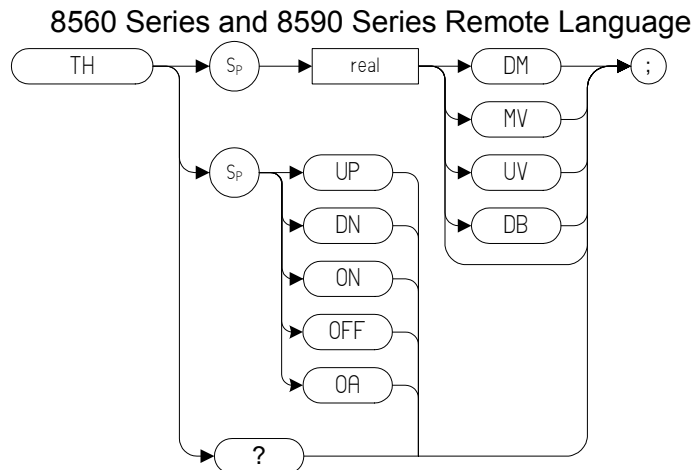 8560 Series and 8590 Series Remote Language
TH Sp real DM ;
MV
Sp UP UV
DN DB
ON
OFF
OA
?